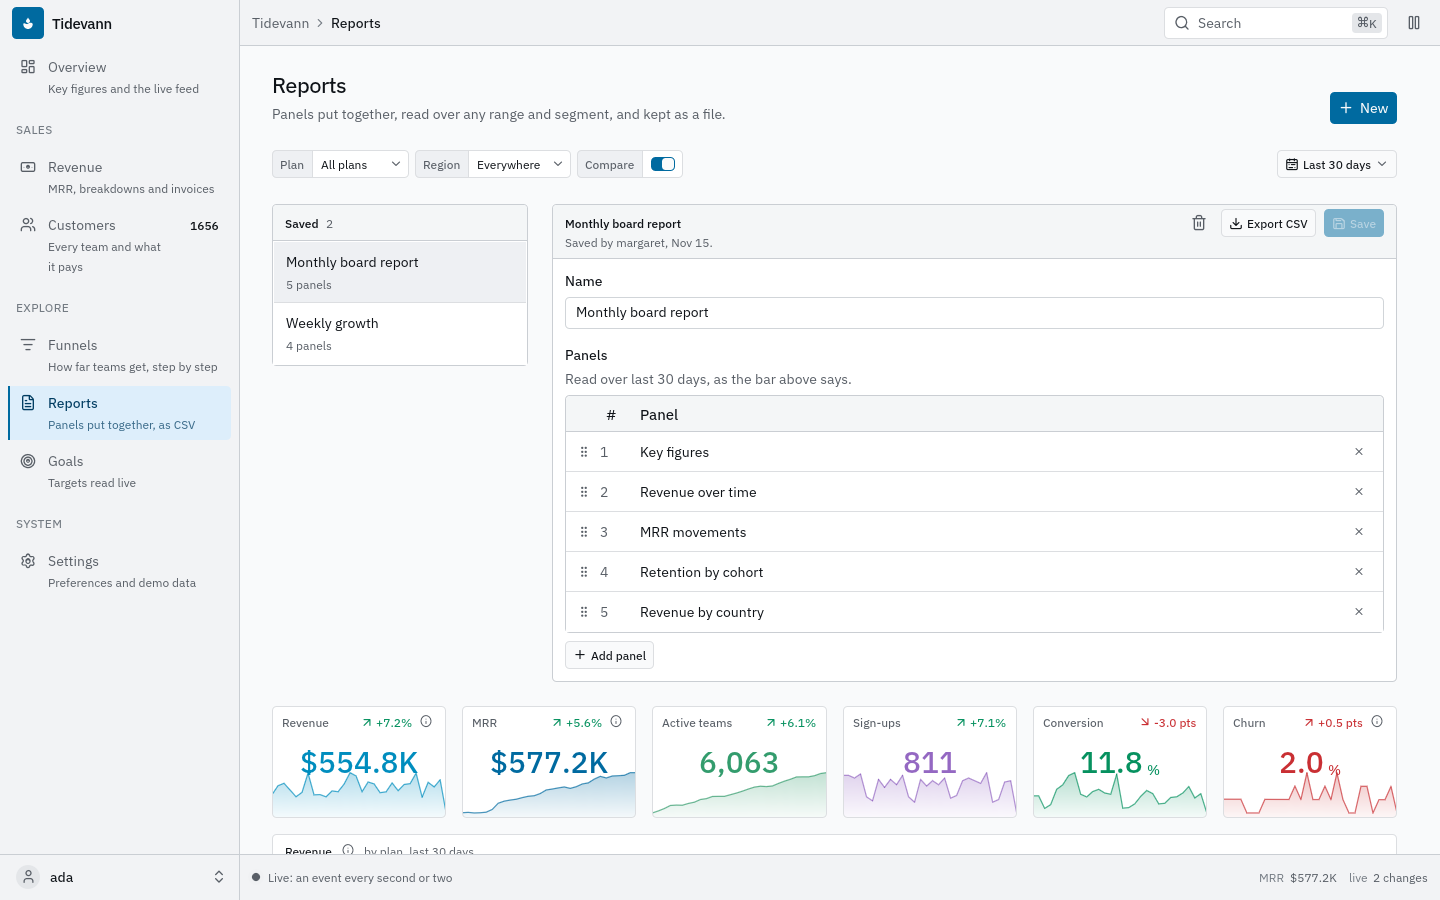 Tidevann
Overview
Key figures and the live feed
SALES
Revenue
MRR, breakdowns and invoices
Customers 1656
Every team and what
it pays
EXPLORE
Funnels
How far teams get, step by step
Reports
Panels put together, as CSV
Goals
Targets read live
SYSTEM
Settings
Preferences and demo data
ada
Tidevann Reports
Search ⌘K
Reports
Panels put together, read over any range and segment, and kept as a file.
New
Plan All plans Region Everywhere Compare Last 30 days
Saved 2
Monthly board report
5 panels
Weekly growth
4 panels
Monthly board report
Saved by margaret, Nov 15.
Export CSV Save
Name
Monthly board report
Panels
Read over last 30 days, as the bar above says.
# Panel
1 Key figures
2 Revenue over time
3 MRR movements
4 Retention by cohort
5 Revenue by country
Add panel
Revenue +7.2%
$554.8K
MRR +5.6%
$577.2K
Active teams +6.1%
6,063
Sign-ups +7.1%
811
Conversion -3.0 pts
11.8 %
Churn +0.5 pts
2.0 %
Revenue by plan, last 30 days
Live: an event every second or two
MRR $577.2K live 2 changes